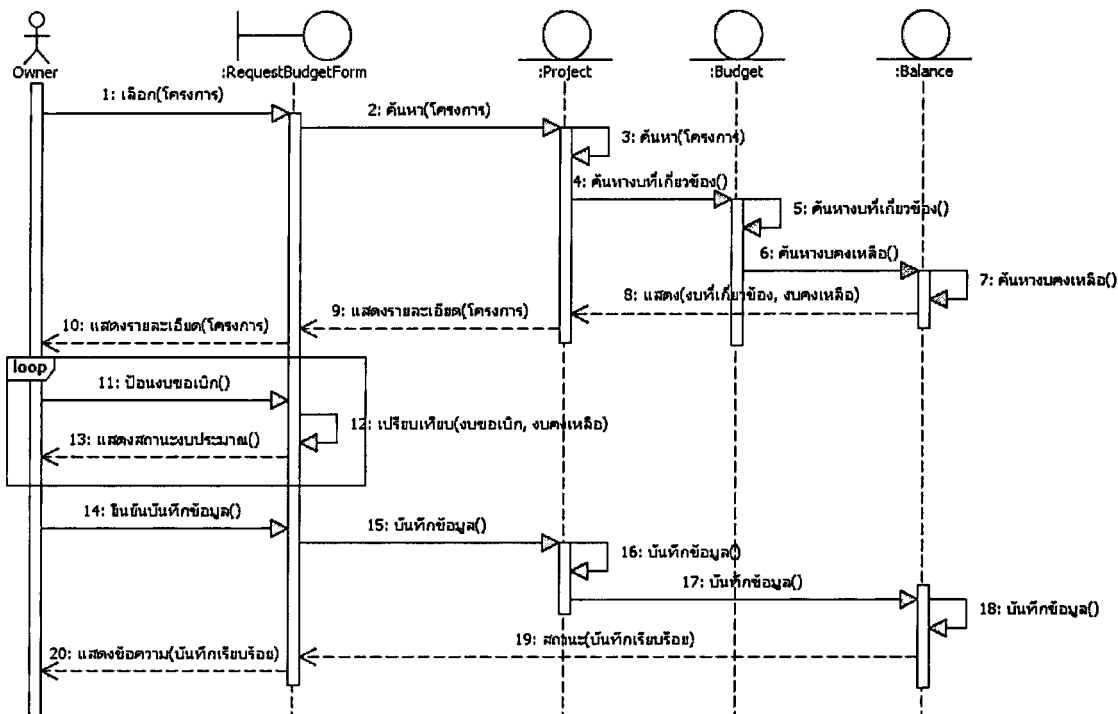 Owner
:RequestBudgetForm
:Project
:Budget
:Balance
1: เลือก(โครงการ)
2: ค้นหา(โครงการ)
3: ค้นหา(โครงการ)
4: ค้นหางบที่เกี่ยวข้อง()
5: ค้นหางบที่เกี่ยวข้อง()
6: ค้นหางบคงเหลือ()
7: ค้นหางบคงเหลือ()
8: แสดง(งบที่เกี่ยวข้อง, งบคงเหลือ)
9: แสดงรายละเอียด(โครงการ)
10: แสดงรายละเอียด(โครงการ)
loop
11: ป้อนงบขอเบิก()
12: เปรียบเทียบ(งบขอเบิก, งบคงเหลือ)
13: แสดงสถานะงบประมาณ()
14: ยืนยันบันทึกข้อมูล()
15: บันทึกข้อมูล()
16: บันทึกข้อมูล()
17: บันทึกข้อมูล()
18: บันทึกข้อมูล()
19: สถานะ(บันทึกเรียบร้อย)
20: แสดงข้อความ(บันทึกเรียบร้อย)